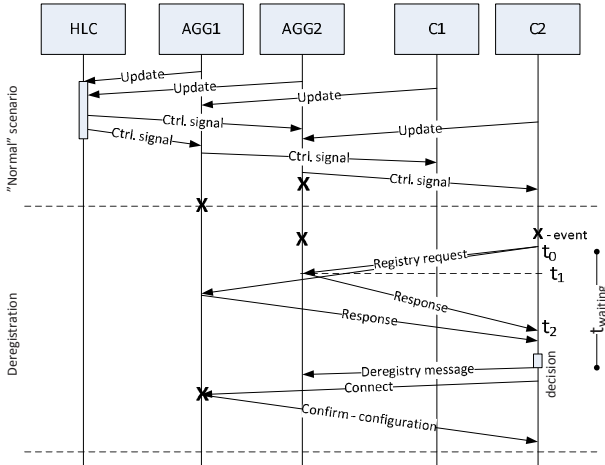 HLC
AGG1
AGG2
C1
C2
"Normal" scenario
Update
Update
Update
Ctrl. signal
Update
Ctrl. signal
Ctrl. signal
Ctrl. signal
X
X
X
X - event
Deregistration
Registry request
t0
t1
Response
Response
t2
twaiting
decision
Deregistry message
Connect
X
Confirm - configuration